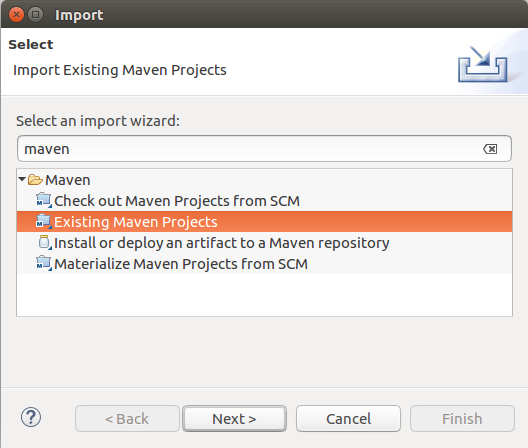 Import
Select
Import Existing Maven Projects
Select an import wizard:
maven
Maven
Check out Maven Projects from SCM
Existing Maven Projects
Install or deploy an artifact to a Maven repository
Materialize Maven Projects from SCM
? < Back Next > Cancel Finish